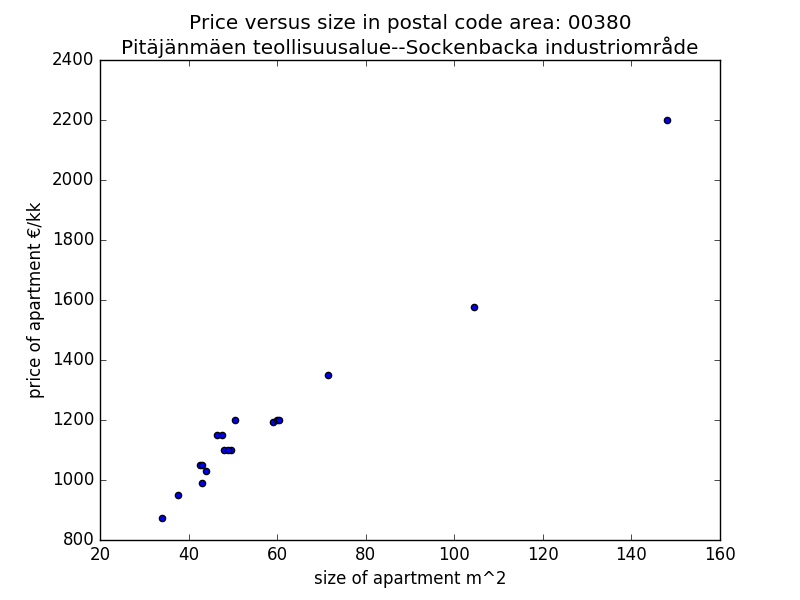 Price versus size in postal code area: 00380
Pitäjänmäen teollisuusalue--Sockenbacka industriområde
2400
2200
2000
1800
1600
1400
1200
1000
800
price of apartment €/kk
20 40 60 80 100 120 140 160
size of apartment m^2